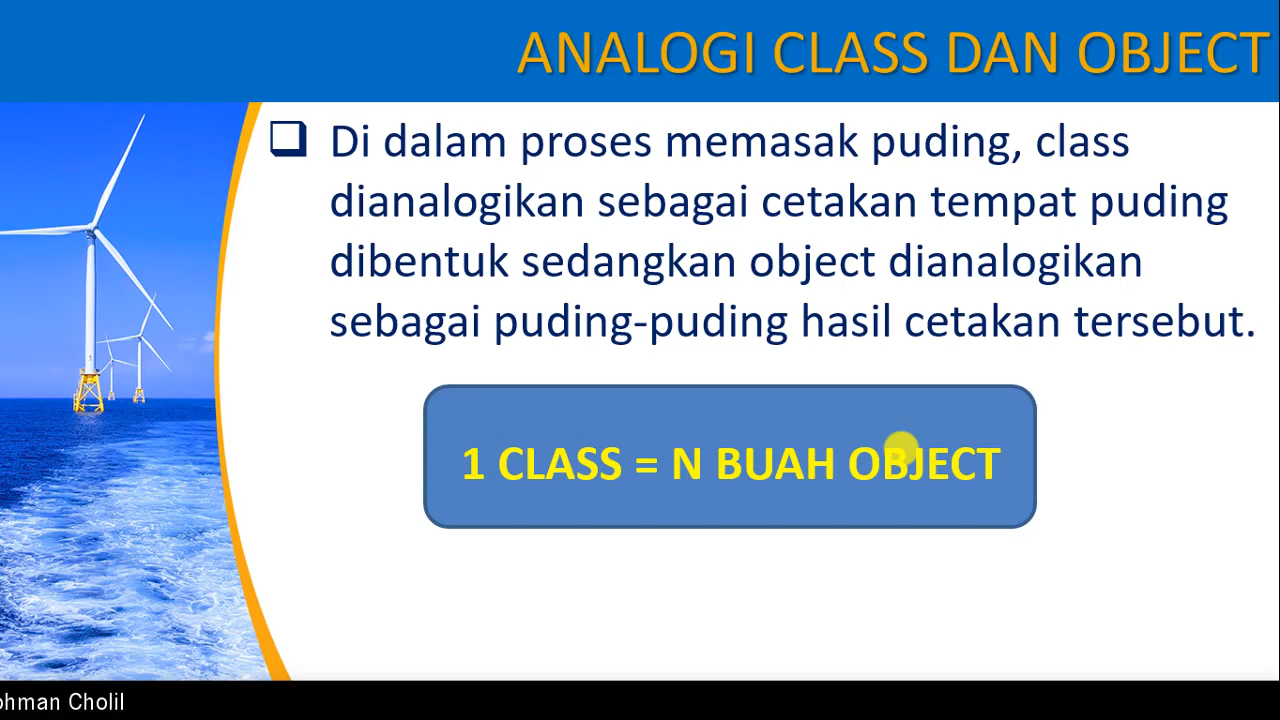 ANALOGI CLASS DAN OBJECT
Di dalam proses memasak puding, class
dianalogikan sebagai cetakan tempat puding
dibentuk sedangkan object dianalogikan
sebagai puding-puding hasil cetakan tersebut.
1 CLASS = N BUAH OBJECT
ohman Cholil